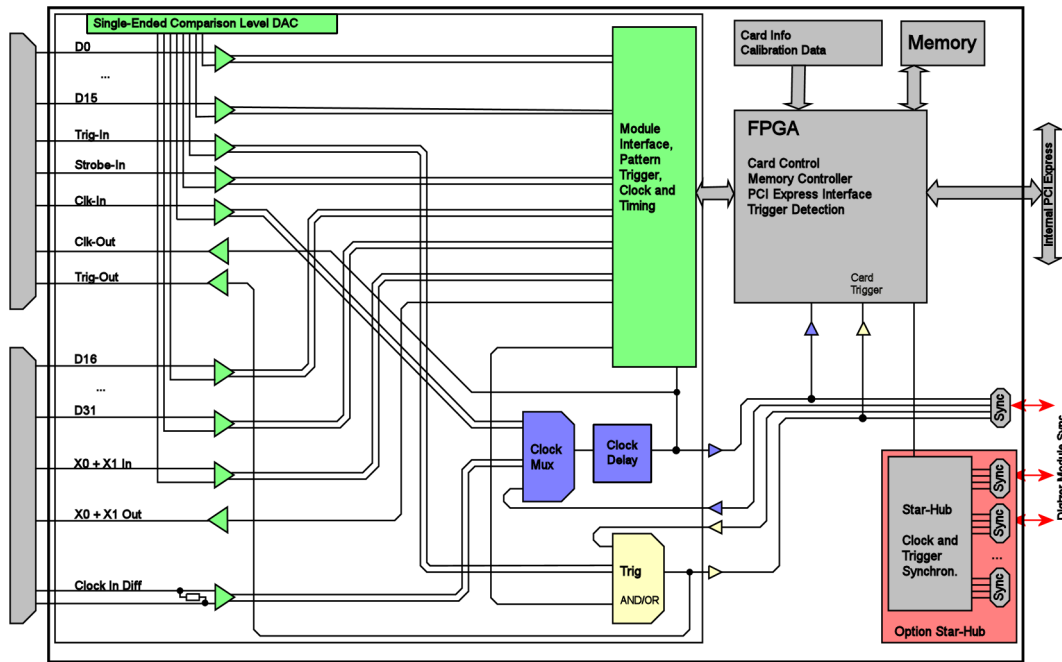 Single-Ended Comparison Level DAC
D0
...
D15
Trig-In
Strobe-In
Clk-In
Clk-Out
Trig-Out
D16
...
D31
X0 + X1 In
X0 + X1 Out
Clock In Diff
Module
Interface,
Pattern
Trigger,
Clock and
Timing
Clock
Mux
Clock
Delay
Trig
AND/OR
Card Info
Calibration Data
Memory
FPGA
Card Control
Memory Controller
PCI Express Interface
Trigger Detection
Card
Trigger
Internal PCI Express
Sync
Sync
Sync
...
Sync
Star-Hub
Clock and
Trigger
Synchron.
Option Star-Hub
Module Sync